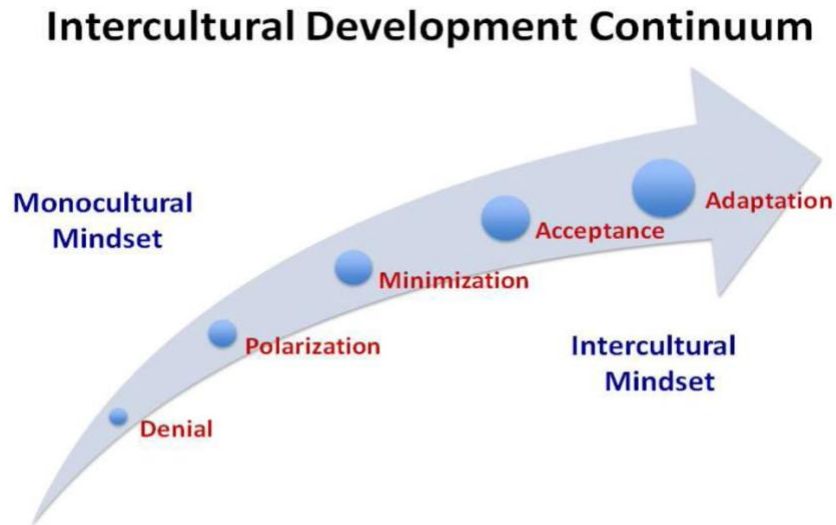 Intercultural Development Continuum
Monocultural
Mindset
Adaptation
Acceptance
Minimization
Polarization
Intercultural
Mindset
Denial